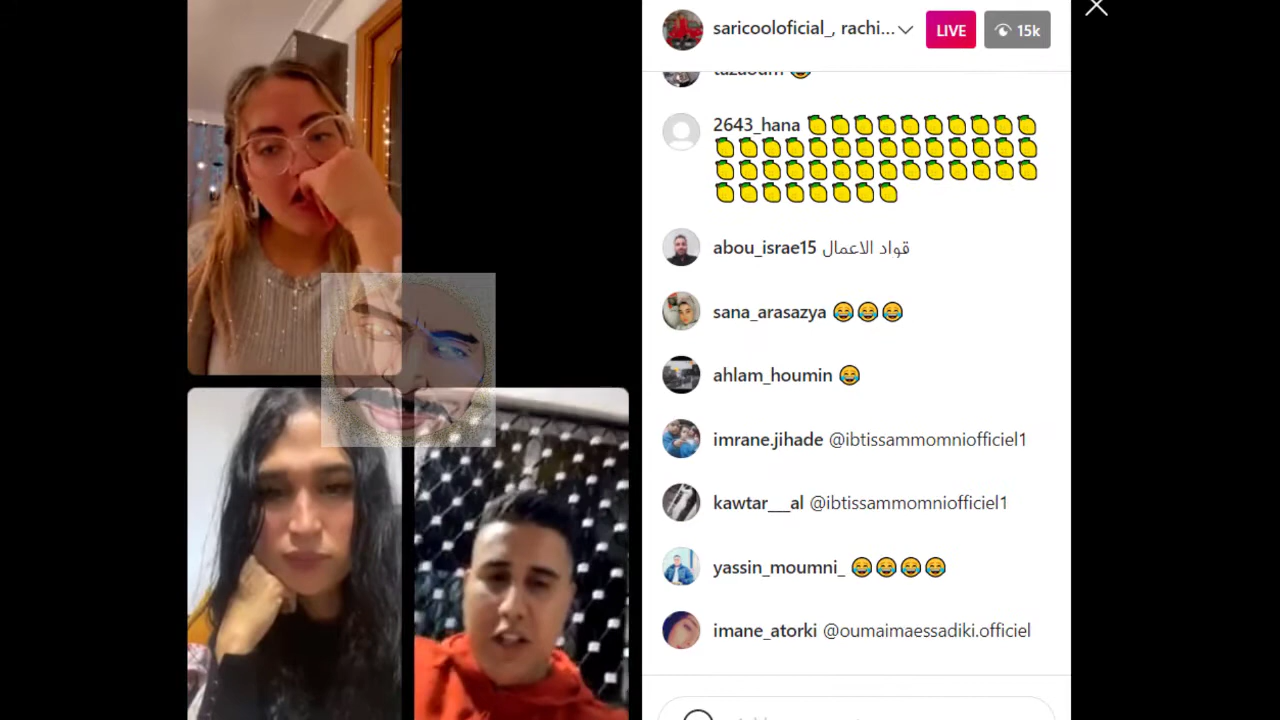 saricooloficial_, rachi...
LIVE
15k
2643_hana 🍋🍋🍋🍋🍋🍋🍋🍋🍋🍋
🍋🍋🍋🍋🍋🍋🍋🍋🍋🍋🍋🍋🍋🍋
🍋🍋🍋🍋🍋🍋🍋🍋🍋🍋🍋🍋🍋🍋
🍋🍋🍋🍋🍋🍋🍋🍋
abou_israe15 قواد الاعمال
sana_arasazya 😂😂😂
ahlam_houmin 😂
imrane.jihade @ibtissammomniofficiel1
kawtar___al @ibtissammomniofficiel1
yassin_moumni_ 😂😂😂😂
imane_atorki @oumaimaessadiki.officiel